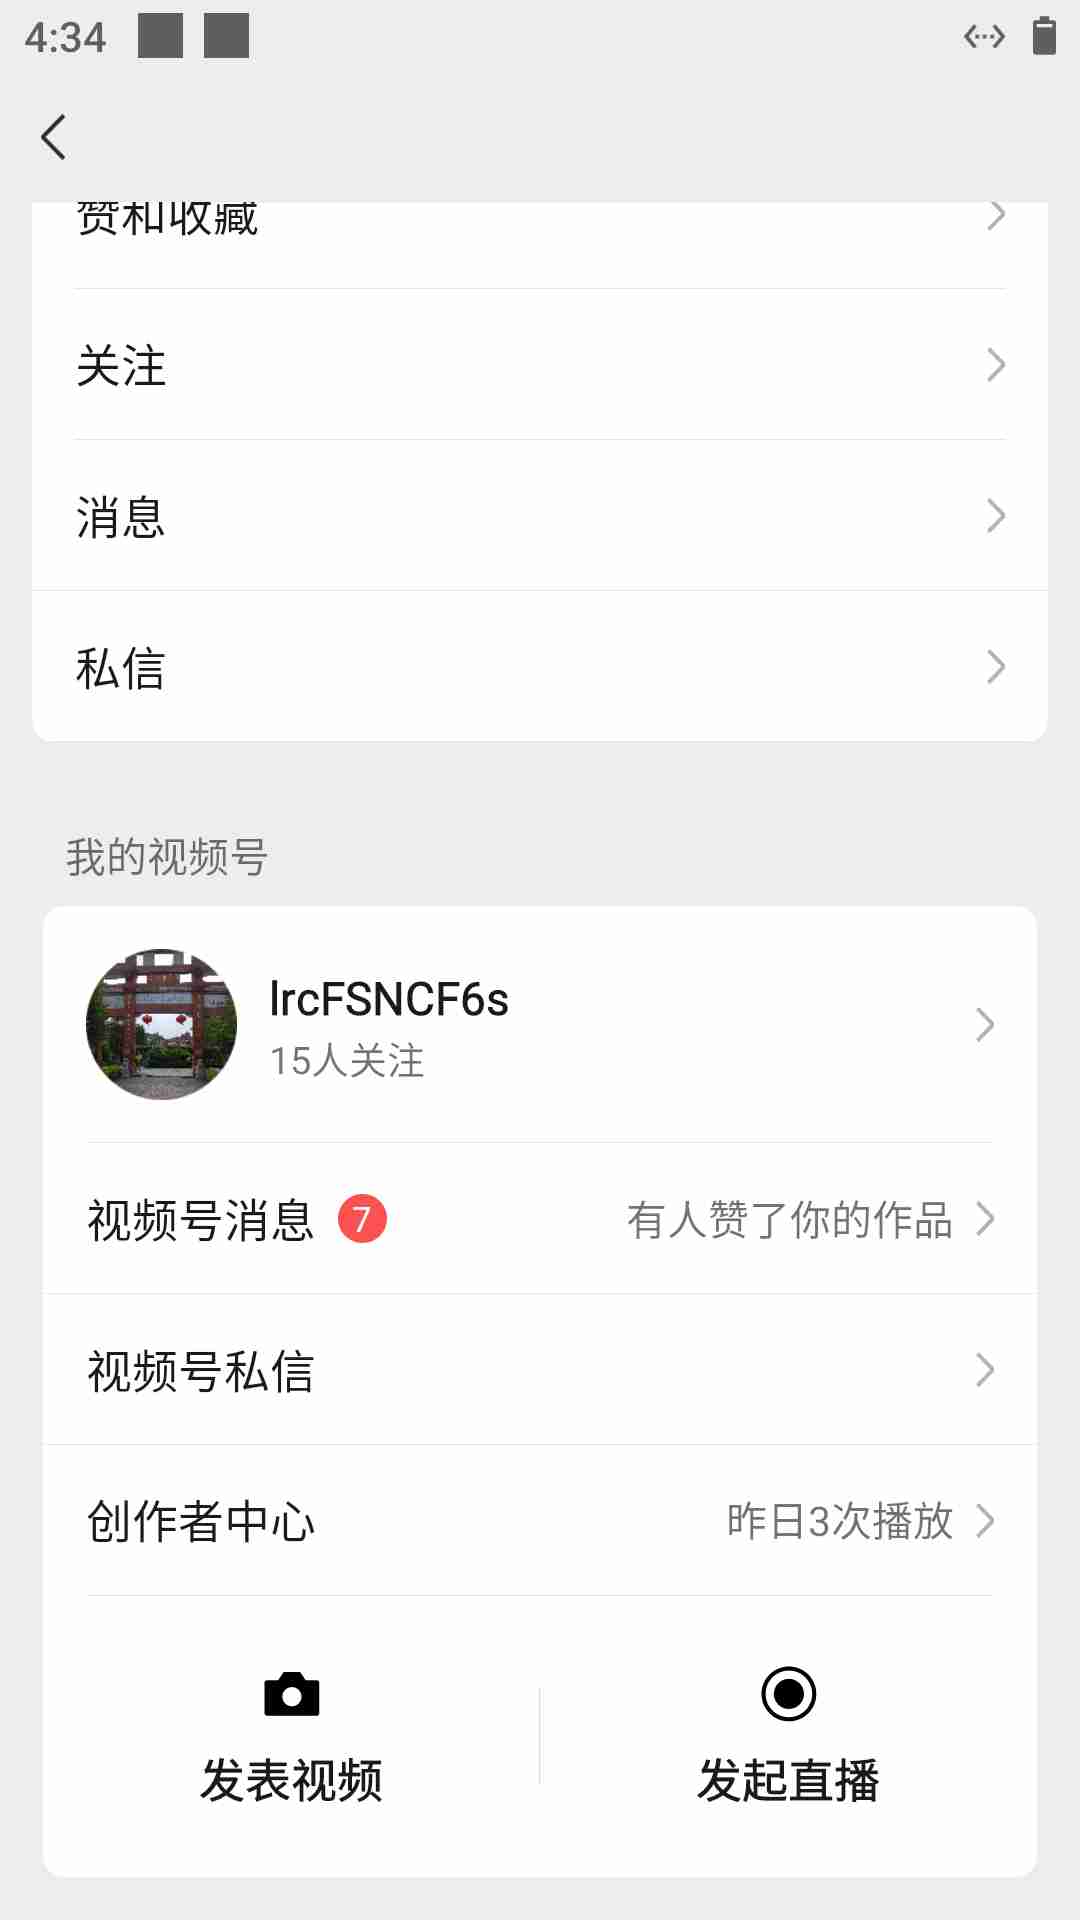 4:34
赞和收藏
关注
消息
私信
我的视频号
lrcFSNCF6s
15人关注
视频号消息 7 有人赞了你的作品
视频号私信
创作者中心 昨日3次播放
发表视频 发起直播